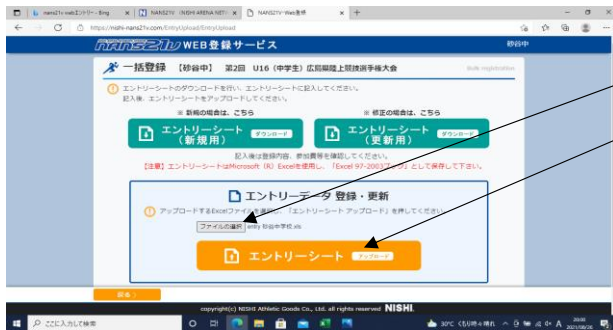 nans21v web エントリー - Bing
NANS21V (NISHI ARENA NET
NANS21V-Web登録
https://nishi-nans21v.com/EntryUpload/EntryUpload
NANS21V WEB登録サービス
砂谷中
一括登録 【砂谷中】 第2回 U16（中学生）広島県陸上競技選手権大会
Bulk registration
エントリーシートのダウンロードを行い、エントリーシートに記入してください。
記入後、エントリーシートをアップロードしてください。
※ 新規の場合は、こちら ※ 修正の場合は、こちら
エントリーシート（新規用） ダウンロード
エントリーシート（更新用） ダウンロード
記入後は登録内容、参加費等を確認してください。
【注意】エントリーシートはMicrosoft（R）Excelを使用し、「Excel 97-2003ブック」として保存して下さい。
エントリーデータ 登録・更新
アップロードするExcelファイルを選択し、「エントリーシート アップロード」を押してください。
ファイルの選択 entry 砂谷中学校.xls
エントリーシート アップロード
戻る
copyright(c) NISHI Athletic Goods Co., Ltd. all rights reserved NISHI.
ここに入力して検索
30℃ くもり時々晴れ
A
20:00
2021/08/26